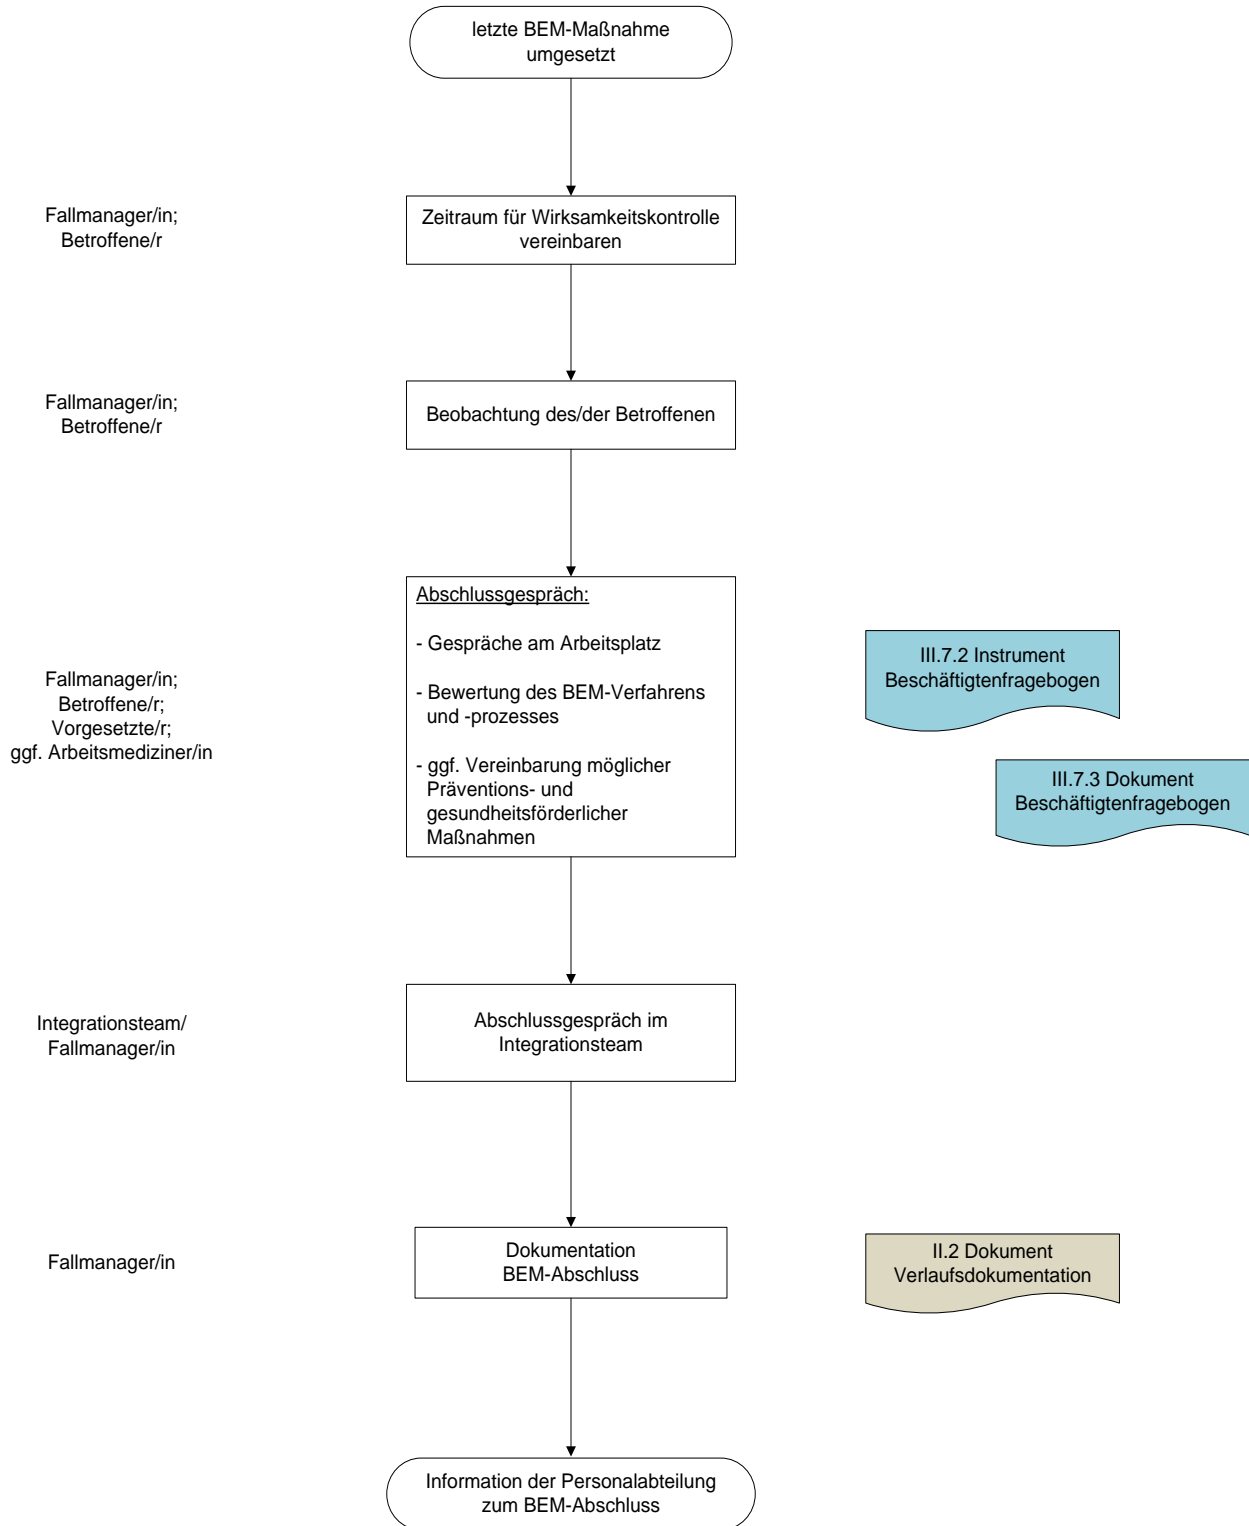 letzte BEM-Maßnahme
umgesetzt
Fallmanager/in;
Betroffene/r
Zeitraum für Wirksamkeitskontrolle
vereinbaren
Fallmanager/in;
Betroffene/r
Beobachtung des/der Betroffenen
Fallmanager/in;
Betroffene/r;
Vorgesetzte/r;
ggf. Arbeitsmediziner/in
Abschlussgespräch:
- Gespräche am Arbeitsplatz
- Bewertung des BEM-Verfahrens
und -prozesses
- ggf. Vereinbarung möglicher
Präventions- und
gesundheitsförderlicher
Maßnahmen
III.7.2 Instrument
Beschäftigtenfragebogen
III.7.3 Dokument
Beschäftigtenfragebogen
Integrationsteam/
Fallmanager/in
Abschlussgespräch im
Integrationsteam
Fallmanager/in
Dokumentation
BEM-Abschluss
II.2 Dokument
Verlaufsdokumentation
Information der Personalabteilung
zum BEM-Abschluss